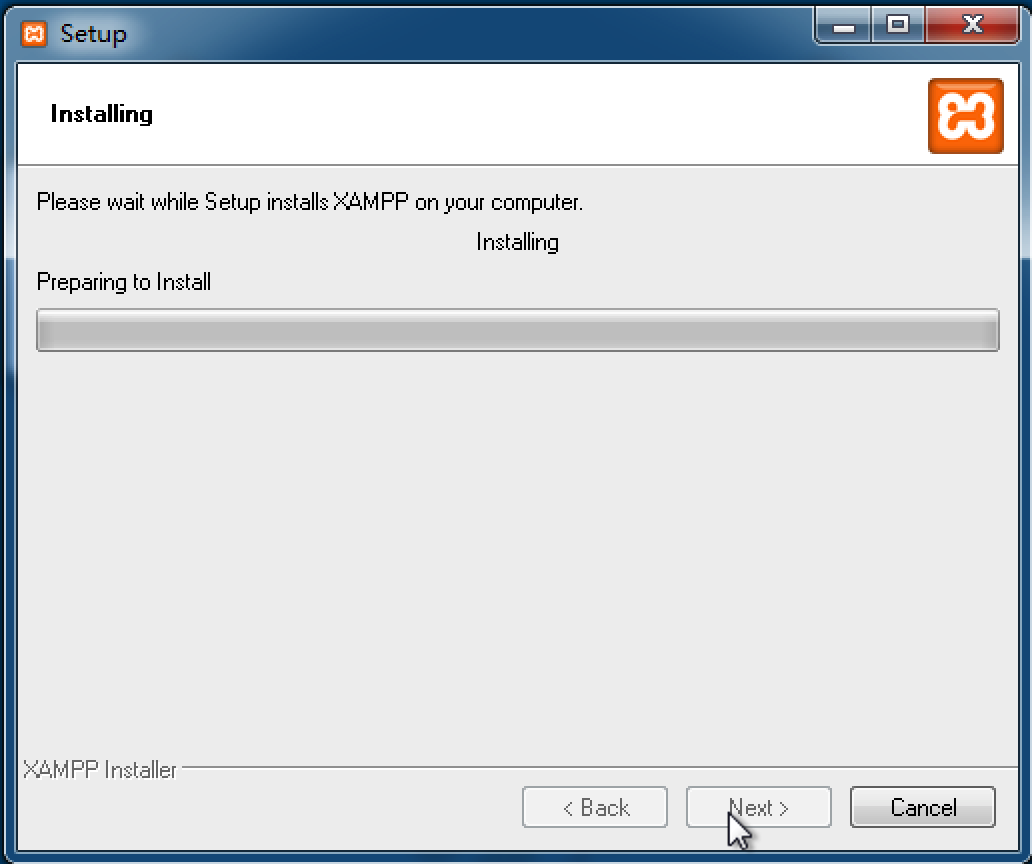 Setup
Installing
Please wait while Setup installs XAMPP on your computer.
Installing
Preparing to Install
XAMPP Installer
< Back
Next >
Cancel